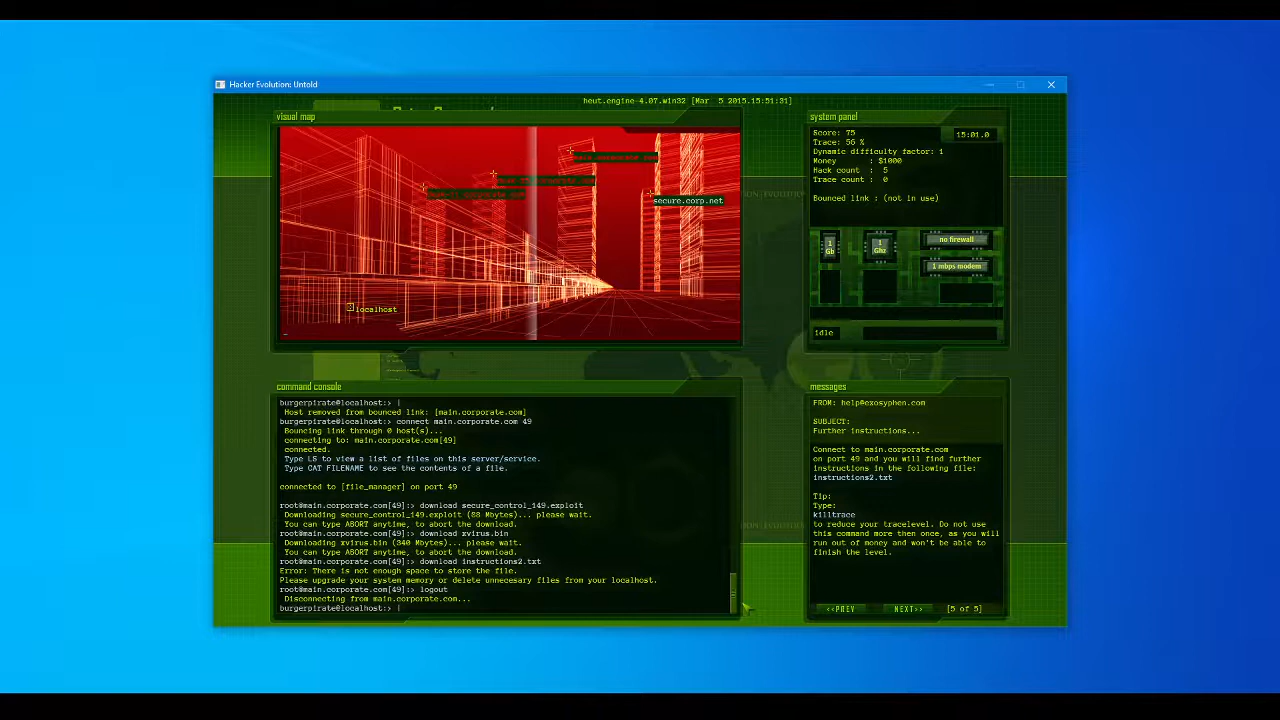 Hacker Evolution: Untold
heut.engine-4.07.win32 [Mar 5 2015.15:51:31]
visual map
main.corporate.com
secure.corp.net
localhost
system panel
Score: 75
Trace: 56 %
Dynamic difficulty factor: 1
Money : $1000
Hack count : 5
Trace count : 0
Bounced link : (not in use)
15:01.0
1 Gb
1 Ghz
no firewall
1 mbps modem
idle
command console
burgerpirate@localhost:> |
Host removed from bounced link: [main.corporate.com]
burgerpirate@localhost:> connect main.corporate.com 49
Bouncing link through 0 host(s)...
connecting to: main.corporate.com[49]
connected.
Type LS to view a list of files on this server/service.
Type CAT FILENAME to see the contents of a file.
connected to [file_manager] on port 49
root@main.corporate.com[49]:> download secure_control_149.exploit
Downloading secure_control_149.exploit (88 Mbytes)... please wait.
You can type ABORT anytime, to abort the download.
root@main.corporate.com[49]:> download xvirus.bin
Downloading xvirus.bin (340 Mbytes)... please wait.
You can type ABORT anytime, to abort the download.
root@main.corporate.com[49]:> download instructions2.txt
Error: There is not enough space to store the file.
Please upgrade your system memory or delete unnecesary files from your localhost.
root@main.corporate.com[49]:> logout
Disconnecting from main.corporate.com...
burgerpirate@localhost:> |
messages
FROM: help@exosyphen.com
SUBJECT:
Further instructions...
Connect to main.corporate.com
on port 49 and you will find further
instructions in the following file:
instructions2.txt
Tip:
Type:
killtrace
to reduce your tracelevel. Do not use
this command more then once, as you will
run out of money and won't be able to
finish the level.
<<PREV
NEXT>>
[5 of 5]